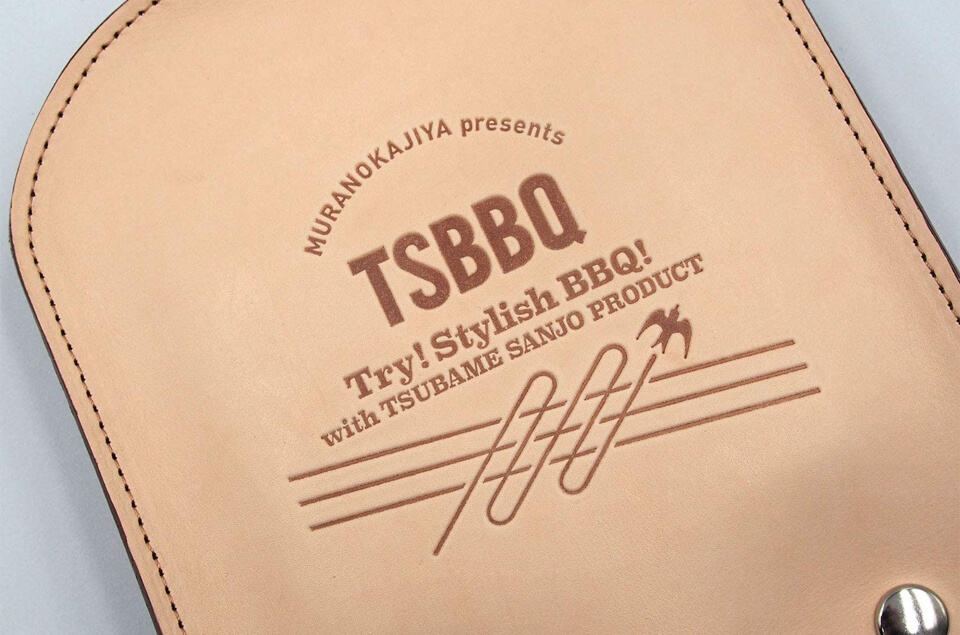 MURANOKAJIYA presents
TSBBQ
Try! Stylish BBQ!
with TSUBAME SANJO PRODUCT